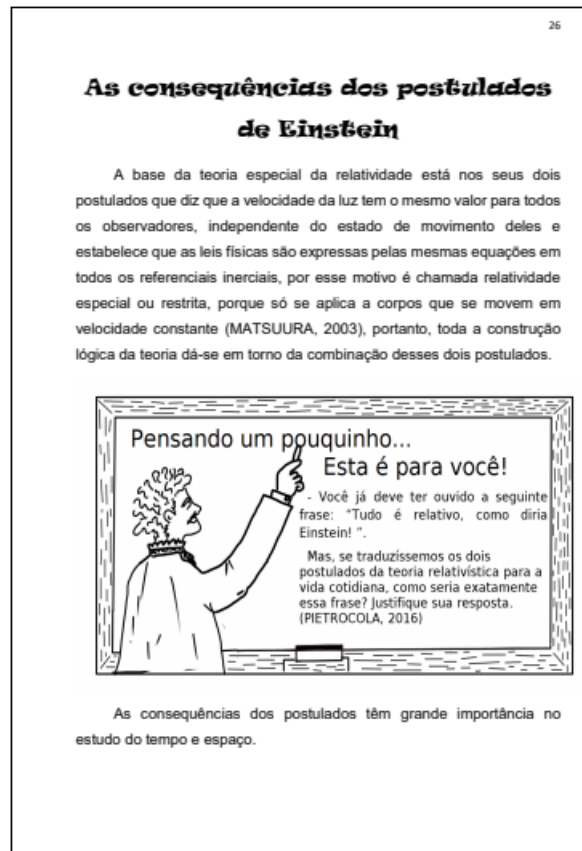 26
As consequências dos postulados
de Einstein
A base da teoria especial da relatividade está nos seus dois
postulados que diz que a velocidade da luz tem o mesmo valor para todos
os observadores, independente do estado de movimento deles e
estabelece que as leis físicas são expressas pelas mesmas equações em
todos os referenciais inerciais, por esse motivo é chamada relatividade
especial ou restrita, porque só se aplica a corpos que se movem em
velocidade constante (MATSUURA, 2003), portanto, toda a construção
lógica da teoria dá-se em torno da combinação desses dois postulados.
Pensando um pouquinho...
Esta é para você!
- Você já deve ter ouvido a seguinte
frase: "Tudo é relativo, como diria
Einstein! ".
Mas, se traduzíssemos os dois
postulados da teoria relativística para a
vida cotidiana, como seria exatamente
essa frase? Justifique sua resposta.
(PIETROCOLA, 2016)
As consequências dos postulados têm grande importância no
estudo do tempo e espaço.